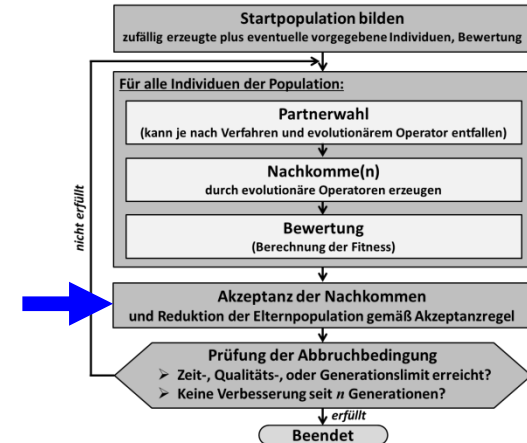 Startpopulation bilden
zufällig erzeugte plus eventuelle vorgegebene Individuen, Bewertung
Für alle Individuen der Population:
Partnerwahl
(kann je nach Verfahren und evolutionärem Operator entfallen)
Nachkomme(n)
durch evolutionäre Operatoren erzeugen
Bewertung
(Berechnung der Fitness)
nicht erfüllt
Akzeptanz der Nachkommen
und Reduktion der Elternpopulation gemäß Akzeptanzregel
Prüfung der Abbruchbedingung
➢ Zeit-, Qualitäts-, oder Generationslimit erreicht?
➢ Keine Verbesserung seit n Generationen?
erfüllt
Beendet